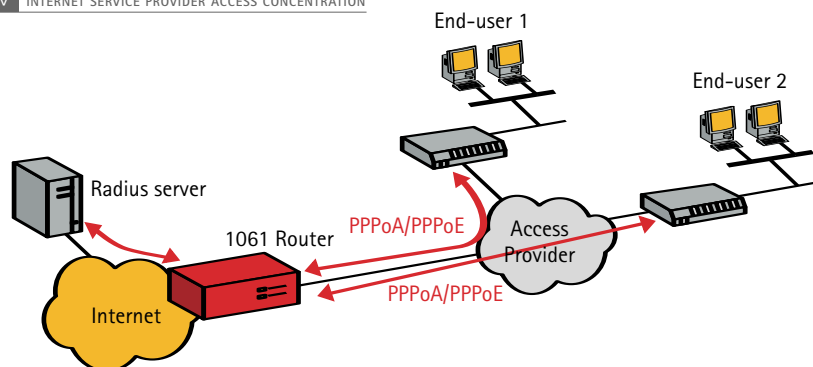 V INTERNET SERVICE PROVIDER ACCESS CONCENTRATION
End-user 1
End-user 2
Radius server
1061 Router
PPPoA/PPPoE
Access
Provider
PPPoA/PPPoE
Internet